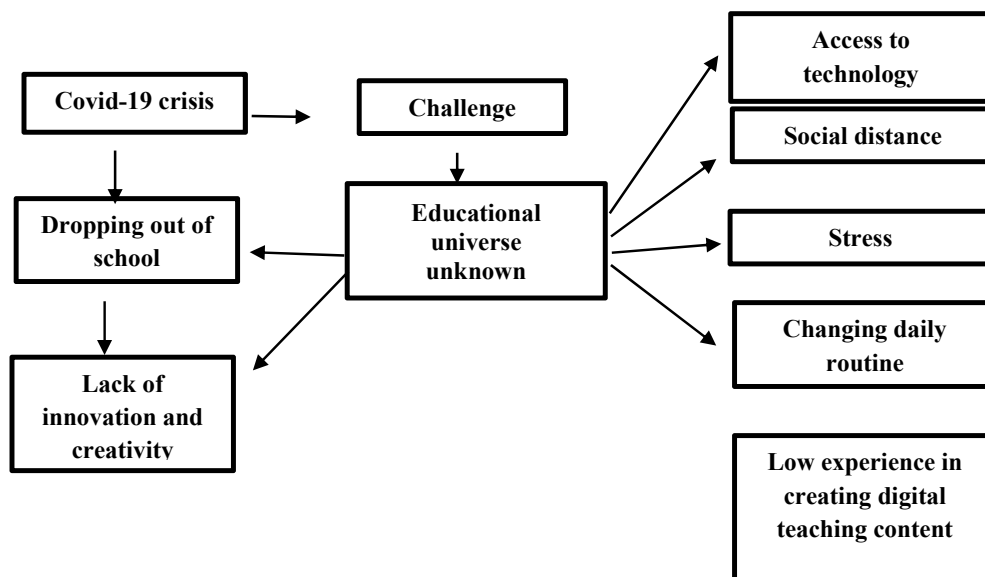 Covid-19 crisis
Challenge
Dropping out of
school
Educational
universe
unknown
Lack of
innovation and
creativity
Access to
technology
Social distance
Stress
Changing daily
routine
Low experience in
creating digital
teaching content